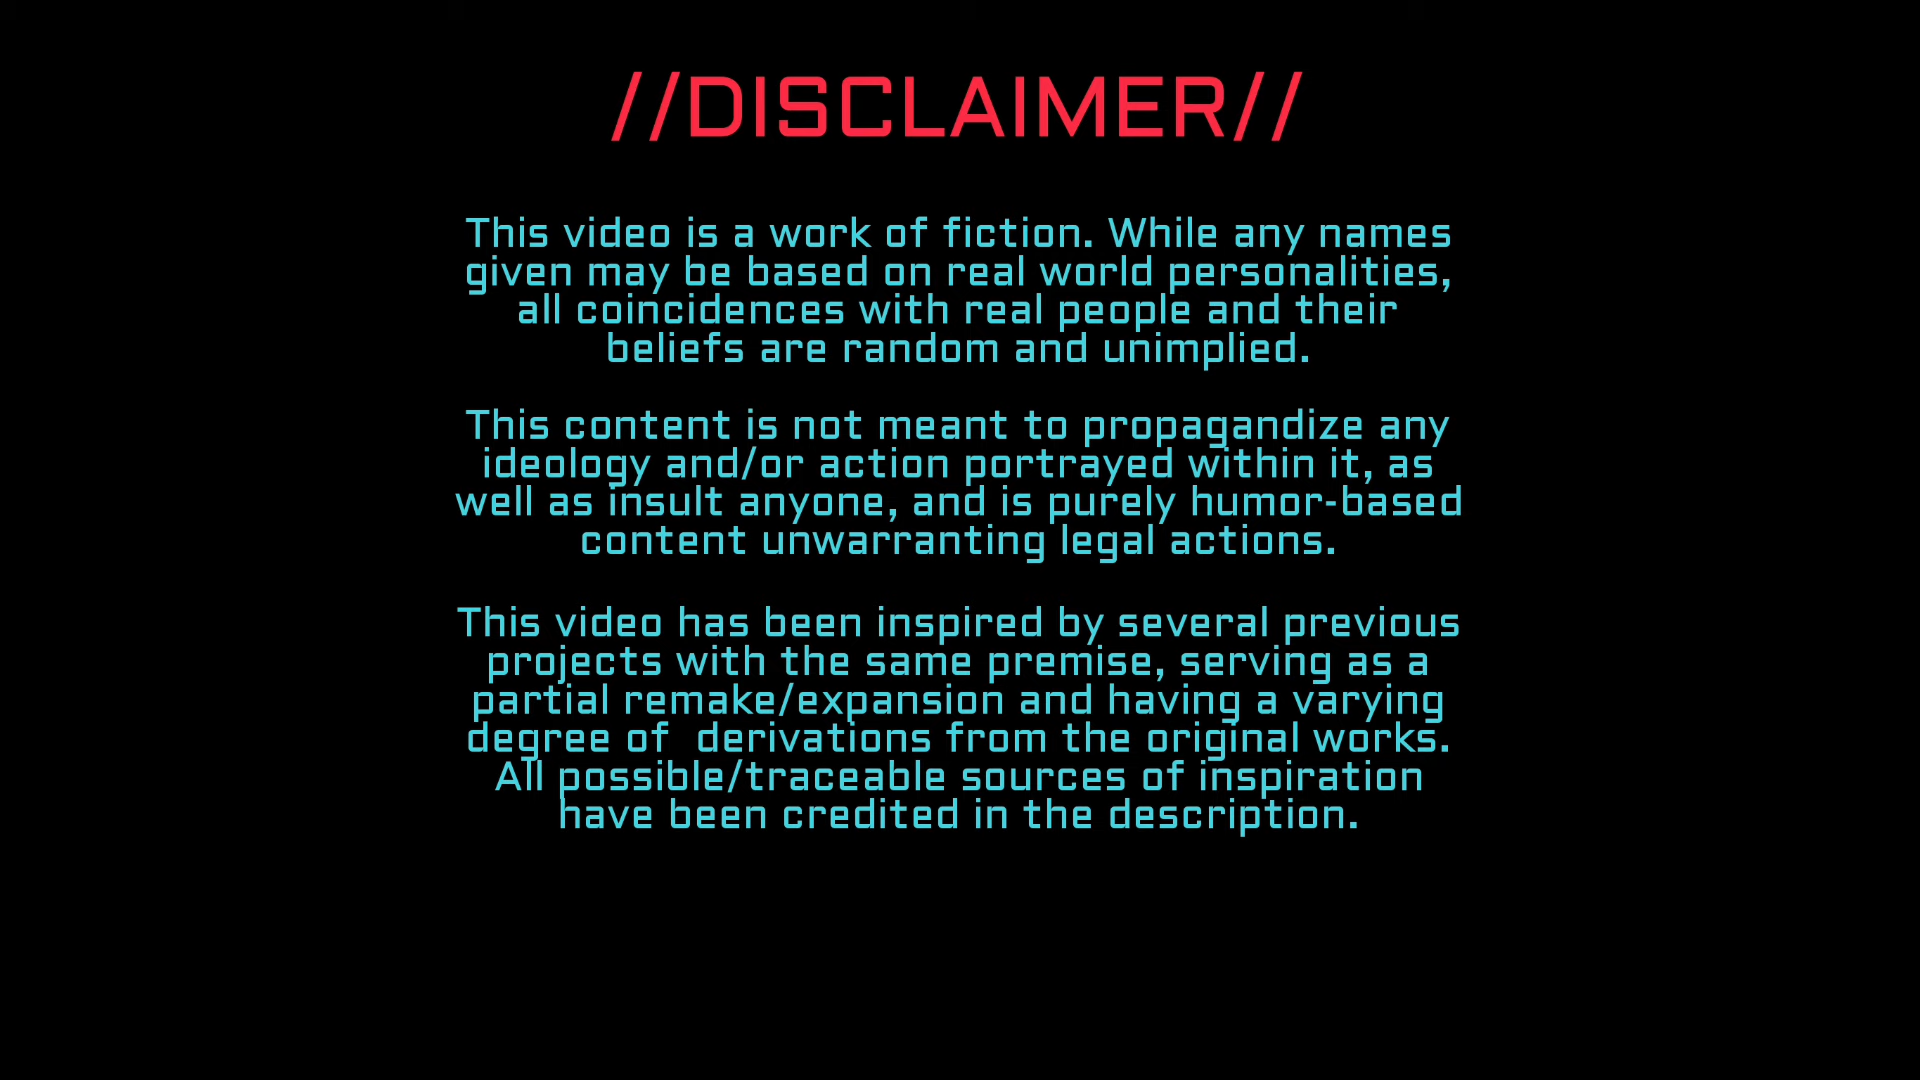 //DISCLAIMER//
This video is a work of fiction. While any names
given may be based on real world personalities,
all coincidences with real people and their
beliefs are random and unimplied.
This content is not meant to propagandize any
ideology and/or action portrayed within it, as
well as insult anyone, and is purely humor-based
content unwarranting legal actions.
This video has been inspired by several previous
projects with the same premise, serving as a
partial remake/expansion and having a varying
degree of  derivations from the original works.
All possible/traceable sources of inspiration
have been credited in the description.